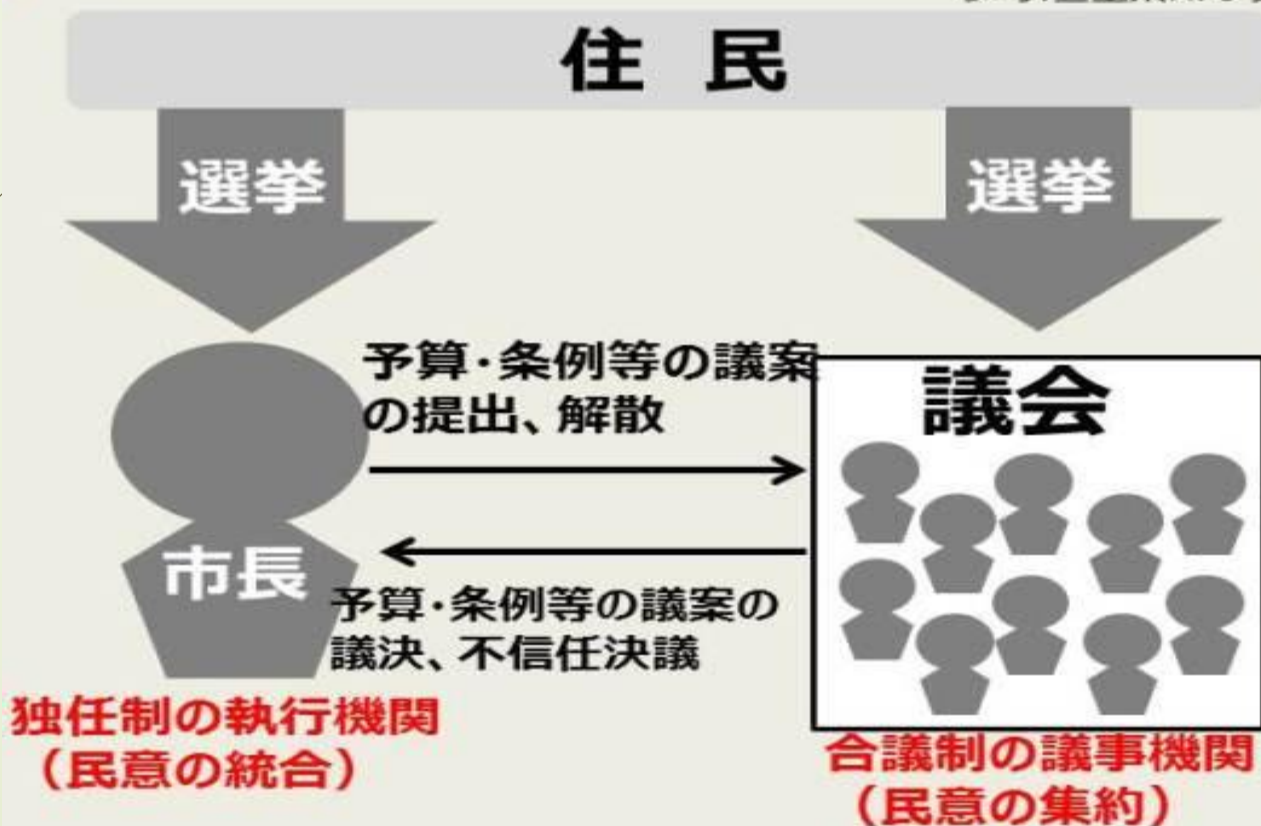 住 民
選挙
選挙
予算・条例等の議案
の提出、解散
議会
市長
予算・条例等の議案の
議決、不信任決議
独任制の執行機関
（民意の統合）
合議制の議事機関
（民意の集約）